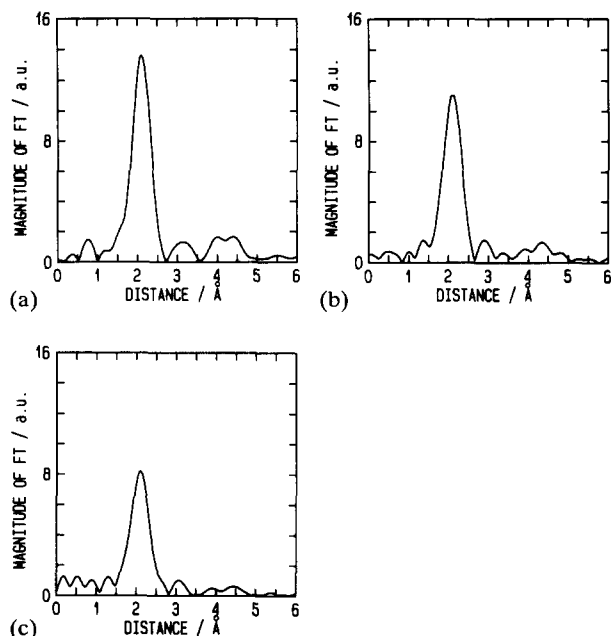 16
8
0
MAGNITUDE OF FT / a.u.
0 1 2 3 4 5 6
DISTANCE / Å
(a)
16
8
0
MAGNITUDE OF FT / a.u.
0 1 2 3 4 5 6
DISTANCE / Å
(b)
16
8
0
MAGNITUDE OF FT / a.u.
0 1 2 3 4 5 6
DISTANCE / Å
(c)